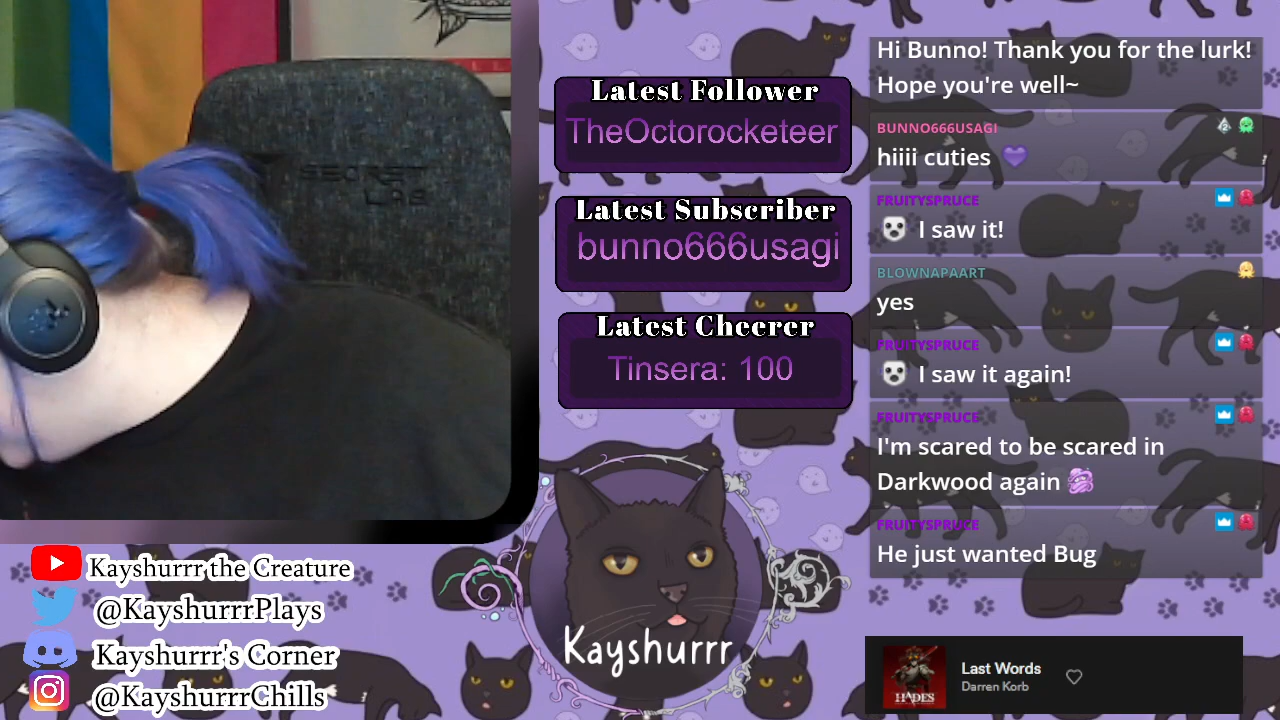 SECRET
LAB
Latest Follower
TheOctorocketeer
Latest Subscriber
bunno666usagi
Latest Cheerer
Tinsera: 100
Kayshurrr
Kayshurrr the Creature
@KayshurrrPlays
Kayshurrr's Corner
@KayshurrrChills
Hi Bunno! Thank you for the lurk!
Hope you're well~
BUNNO666USAGI
hiiii cuties
FRUITYSPRUCE
I saw it!
BLOWNAPAART
yes
FRUITYSPRUCE
I saw it again!
FRUITYSPRUCE
I'm scared to be scared in
Darkwood again
FRUITYSPRUCE
He just wanted Bug
HADES
Last Words
Darren Korb